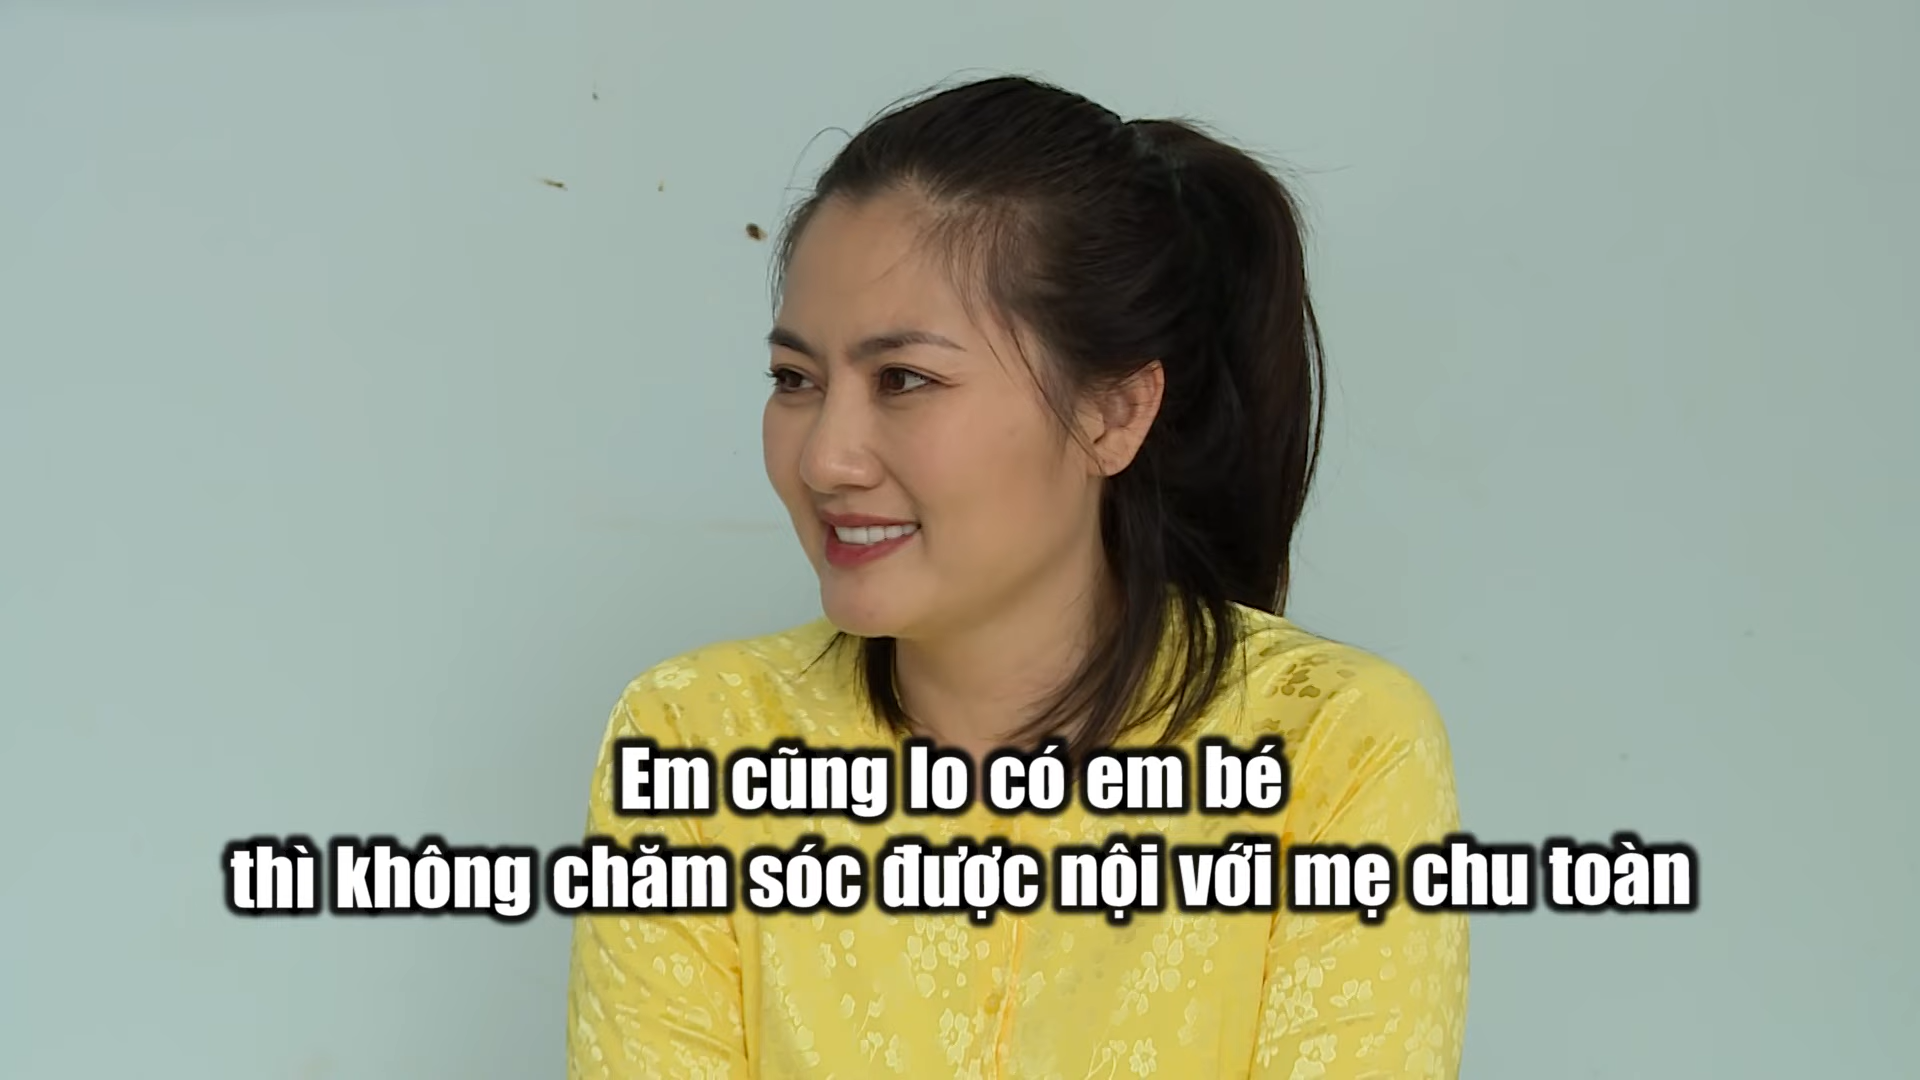 Em cũng lo có em bé
thì không chăm sóc được nội với mẹ chu toàn